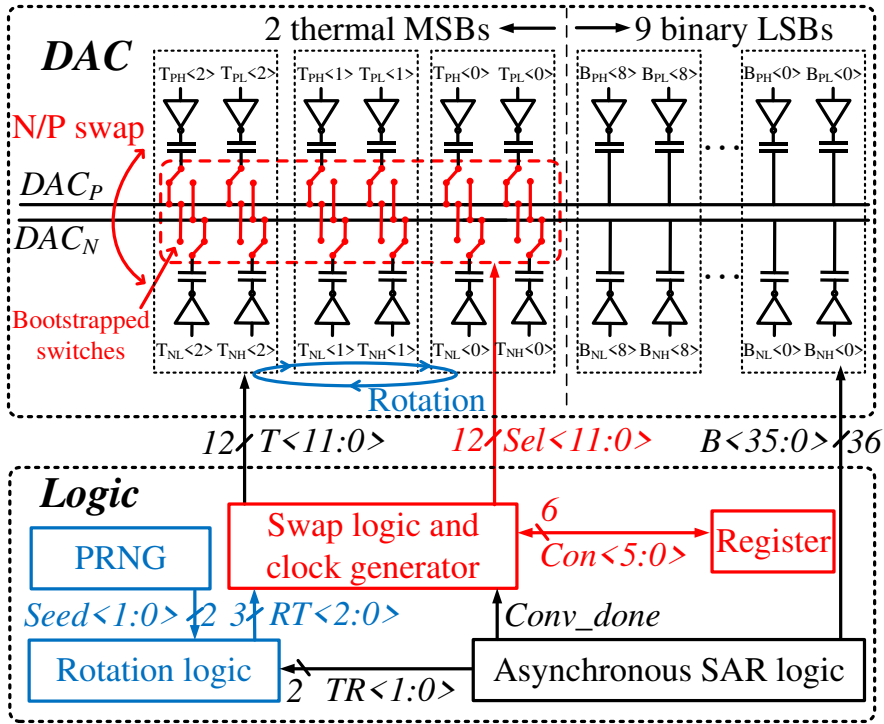 2 thermal MSBs
9 binary LSBs
DAC
T_PH<2> T_PL<2> T_PH<1> T_PL<1> T_PH<0> T_PL<0> B_PH<8> B_PL<8> B_PH<0> B_PL<0>
N/P swap
...
DAC_P
DAC_N
...
Bootstrapped
switches
T_NL<2> T_NH<2> T_NL<1> T_NH<1> T_NL<0> T_NH<0> B_NL<8> B_NH<8> B_NL<0> B_NH<0>
Rotation
12 T<11:0> 12 Sel<11:0> B<35:0> 36
Logic
PRNG
Swap logic and
clock generator
6
Con<5:0>
Register
Seed<1:0> 2 3 RT<2:0>
Conv_done
Rotation logic
2 TR<1:0>
Asynchronous SAR logic